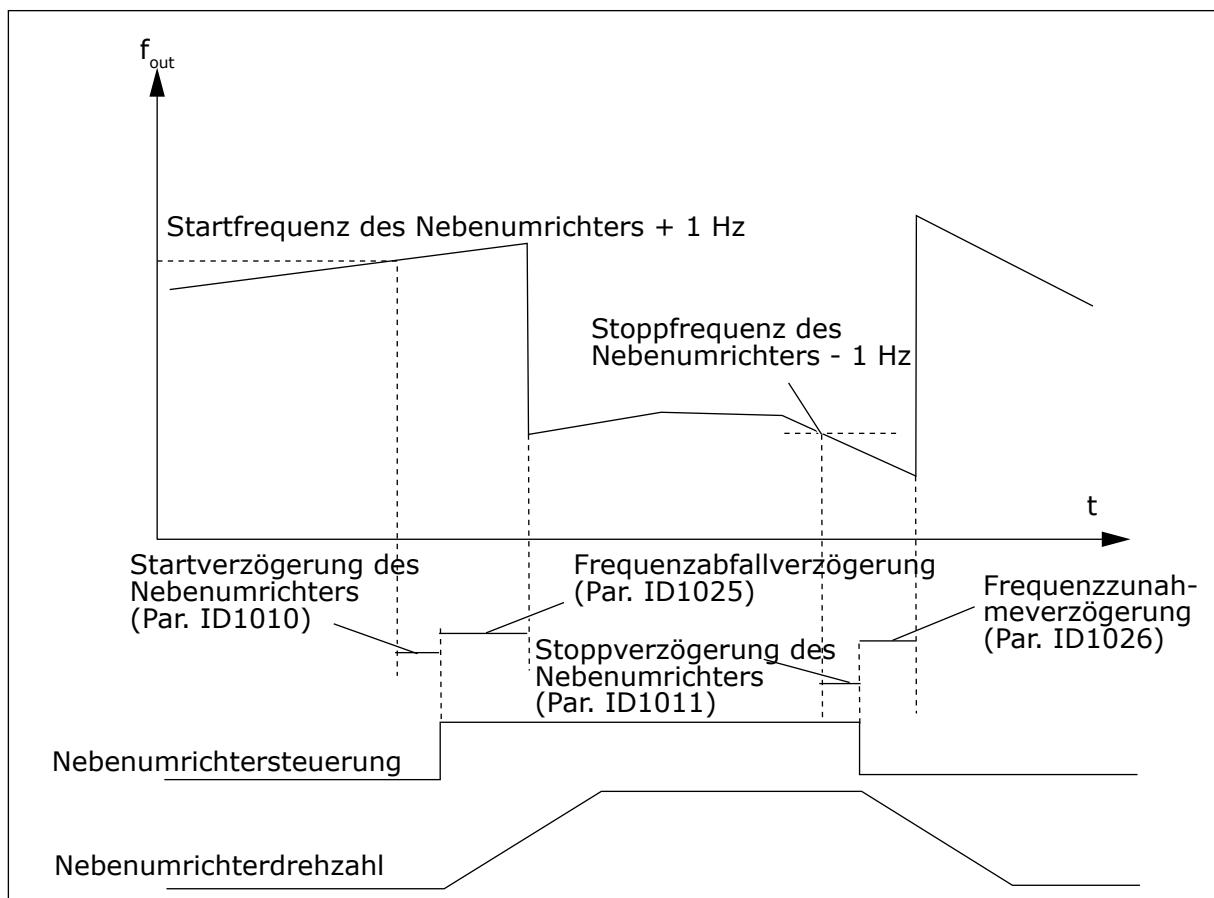 f out
Startfrequenz des Nebenumrichters + 1 Hz
Stoppfrequenz des
Nebenumrichters - 1 Hz
t
Startverzögerung des
Nebenumrichters
(Par. ID1010)
Frequenzabfallverzögerung
(Par. ID1025)
Frequenzzunah-
meverzögerung
(Par. ID1026)
Stoppverzögerung des
Nebenumrichters
(Par. ID1011)
Nebenumrichtersteuerung
Nebenumrichterdrehzahl